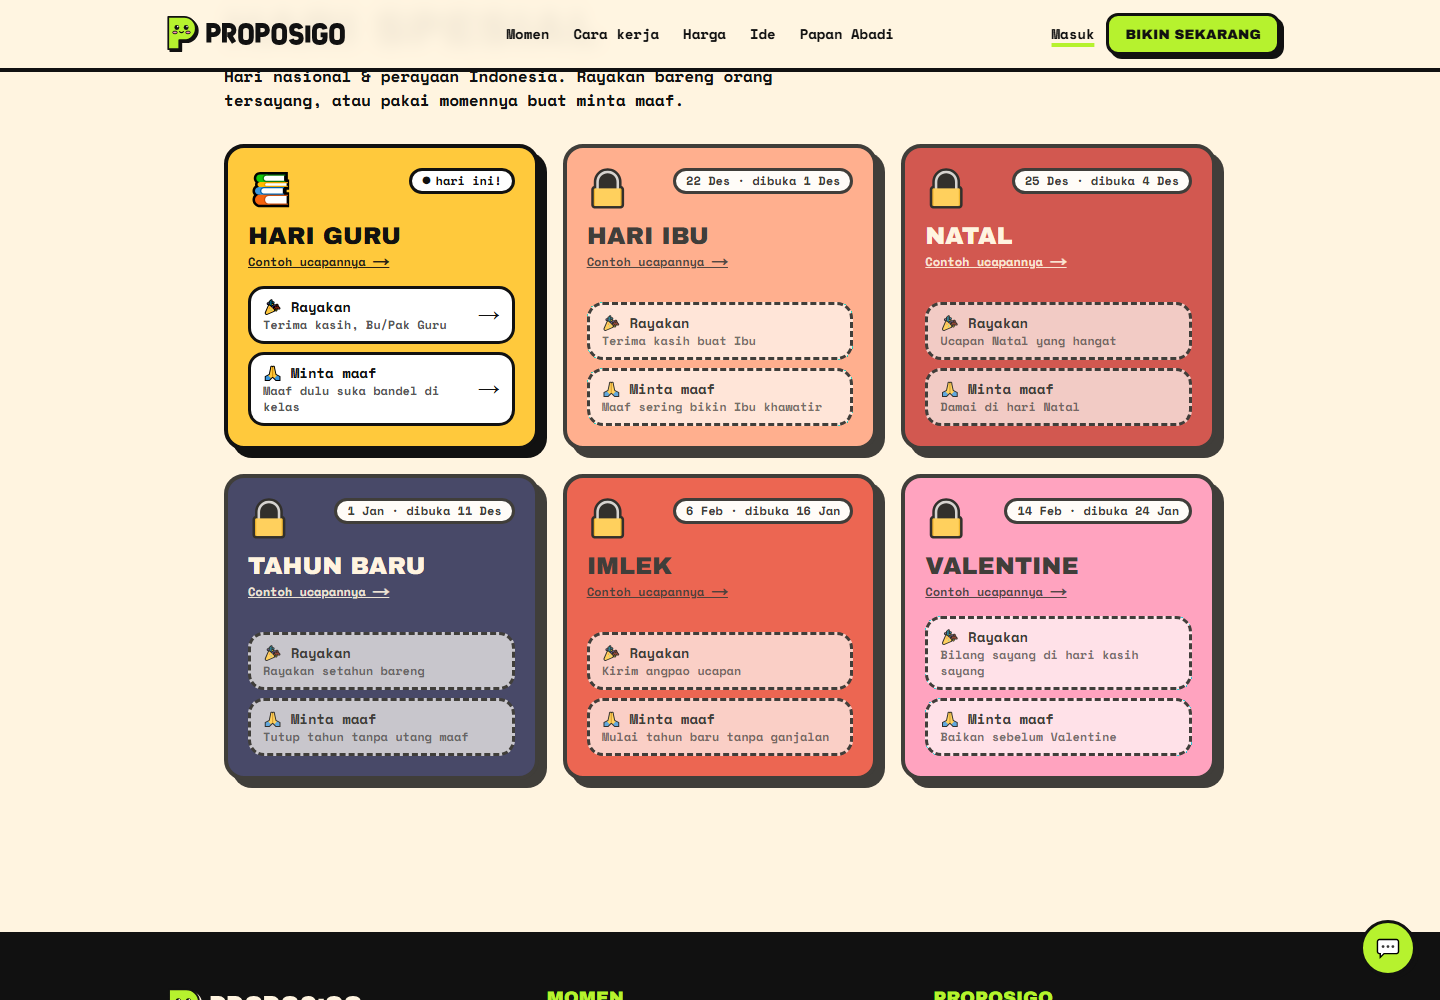 PROPOSIGO
Momen
Cara kerja
Harga
Ide
Papan Abadi
Masuk
BIKIN SEKARANG
Hari nasional & perayaan Indonesia. Rayakan bareng orang
tersayang, atau pakai momennya buat minta maaf.
hari ini!
HARI GURU
Contoh ucapannya →
Rayakan
Terima kasih, Bu/Pak Guru
→
Minta maaf
Maaf dulu suka bandel di
kelas
→
22 Des · dibuka 1 Des
HARI IBU
Contoh ucapannya →
Rayakan
Terima kasih buat Ibu
Minta maaf
Maaf sering bikin Ibu khawatir
25 Des · dibuka 4 Des
NATAL
Contoh ucapannya →
Rayakan
Ucapan Natal yang hangat
Minta maaf
Damai di hari Natal
1 Jan · dibuka 11 Des
TAHUN BARU
Contoh ucapannya →
Rayakan
Rayakan setahun bareng
Minta maaf
Tutup tahun tanpa utang maaf
6 Feb · dibuka 16 Jan
IMLEK
Contoh ucapannya →
Rayakan
Kirim angpao ucapan
Minta maaf
Mulai tahun baru tanpa ganjalan
14 Feb · dibuka 24 Jan
VALENTINE
Contoh ucapannya →
Rayakan
Bilang sayang di hari kasih
sayang
Minta maaf
Baikan sebelum Valentine
PROPOSIGO
MOMEN
PROPOSIGO